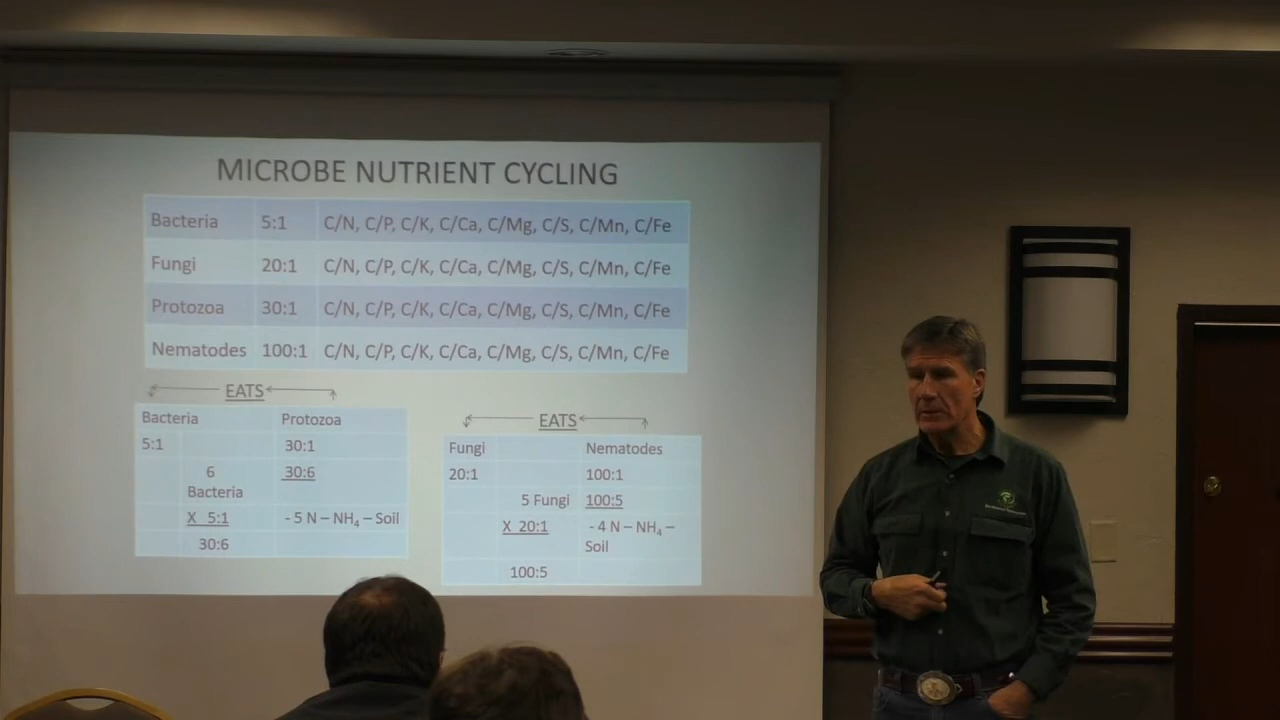 MICROBE NUTRIENT CYCLING
Bacteria 5:1 C/N, C/P, C/K, C/Ca, C/Mg, C/S, C/Mn, C/Fe
Fungi 20:1 C/N, C/P, C/K, C/Ca, C/Mg, C/S, C/Mn, C/Fe
Protozoa 30:1 C/N, C/P, C/K, C/Ca, C/Mg, C/S, C/Mn, C/Fe
Nematodes 100:1 C/N, C/P, C/K, C/Ca, C/Mg, C/S, C/Mn, C/Fe
EATS
Bacteria Protozoa
5:1 30:1
6 30:6
Bacteria
X 5:1 - 5 N – NH₄ – Soil
30:6
EATS
Fungi Nematodes
20:1 100:1
5 Fungi 100:5
X 20:1 - 4 N – NH₄ –
Soil
100:5